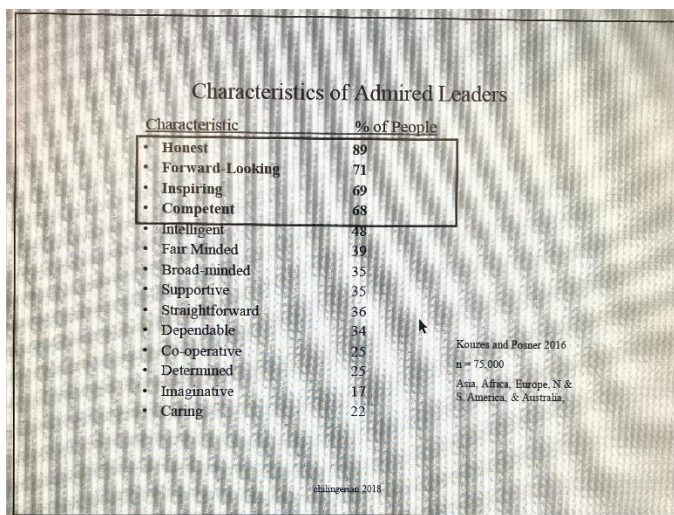 Characteristics of Admired Leaders
Characteristic % of People
• Honest 89
• Forward-Looking 71
• Inspiring 69
• Competent 68
• Intelligent 48
• Fair Minded 39
• Broad-minded 35
• Supportive 35
• Straightforward 36
• Dependable 34
• Co-operative 25
• Determined 25
• Imaginative 17
• Caring 22
Kouzes and Posner 2016
n = 75,000
Asia, Africa, Europe, N &
S. America, & Australia,
chilingerian 2018